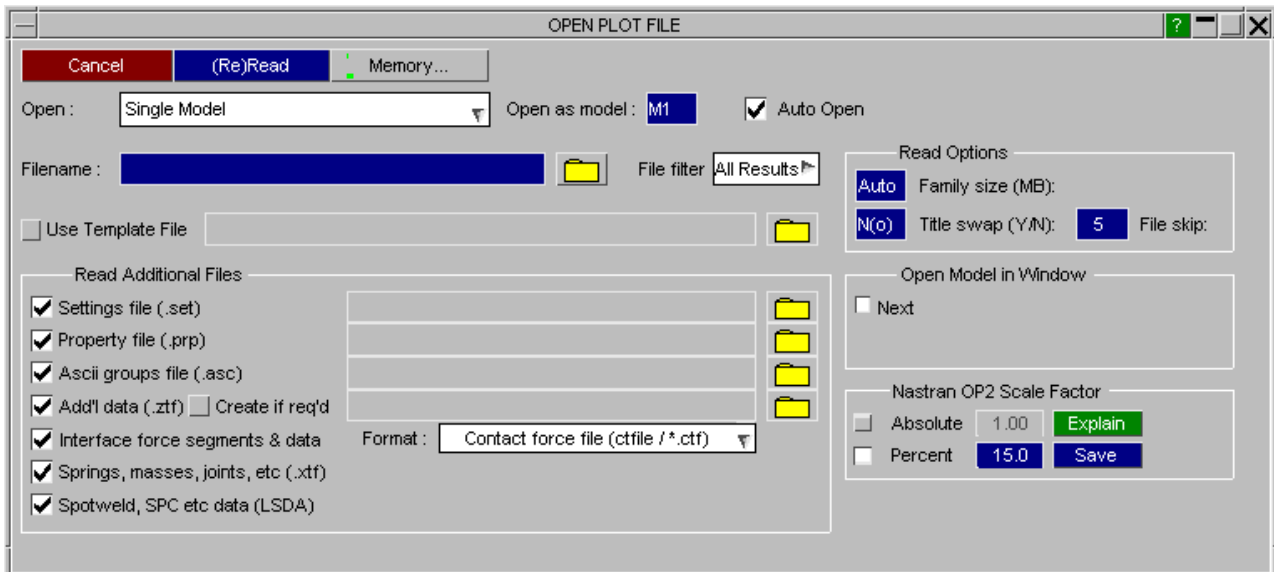 OPEN PLOT FILE ?
Cancel (Re)Read Memory...
Open : Single Model Open as model : M1 Auto Open
Filename : File filter All Results
Use Template File
Read Additional Files
Settings file (.set)
Property file (.prp)
Ascii groups file (.asc)
Add'l data (.ztf) Create if req'd
Interface force segments & data Format : Contact force file (ctfile / *.ctf)
Springs, masses, joints, etc (.xtf)
Spotweld, SPC etc data (LSDA)
Read Options
Auto Family size (MB):
N(o) Title swap (Y/N): 5 File skip:
Open Model in Window
Next
Nastran OP2 Scale Factor
Absolute 1.00 Explain
Percent 15.0 Save